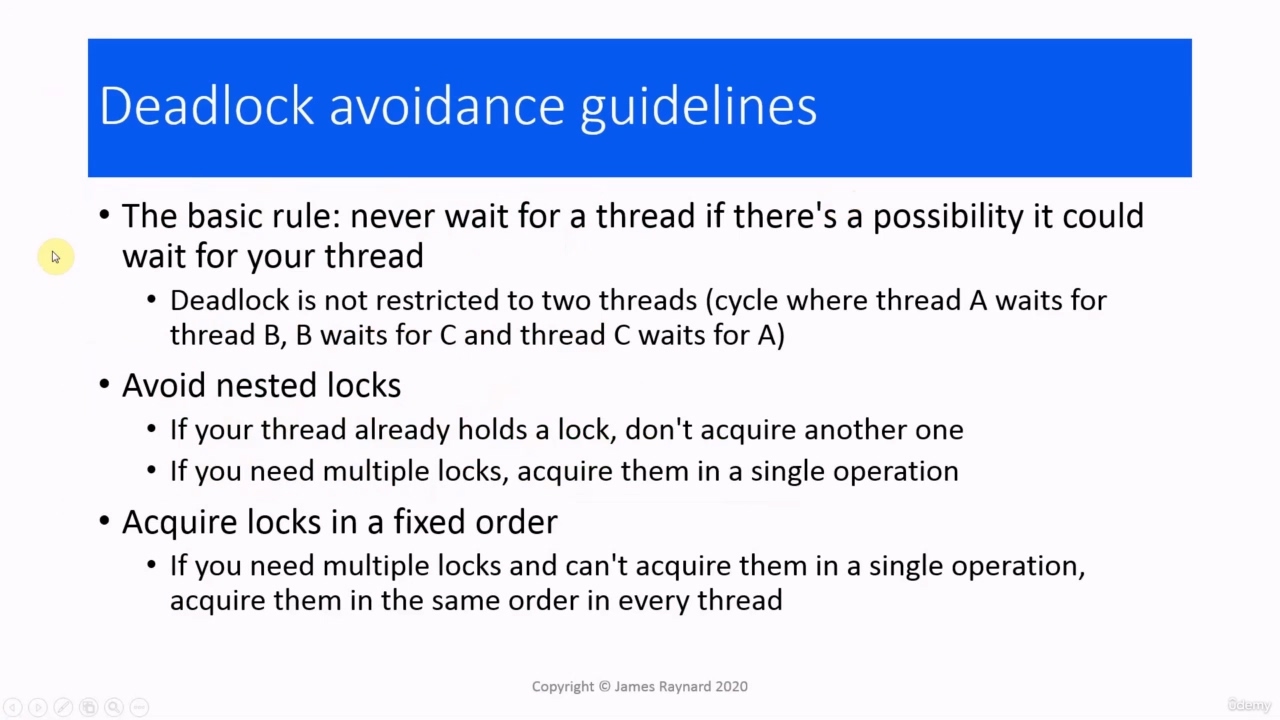 Deadlock avoidance guidelines
• The basic rule: never wait for a thread if there's a possibility it could
wait for your thread
• Deadlock is not restricted to two threads (cycle where thread A waits for
thread B, B waits for C and thread C waits for A)
• Avoid nested locks
• If your thread already holds a lock, don't acquire another one
• If you need multiple locks, acquire them in a single operation
• Acquire locks in a fixed order
• If you need multiple locks and can't acquire them in a single operation,
acquire them in the same order in every thread
Copyright © James Raynard 2020
ûdemy